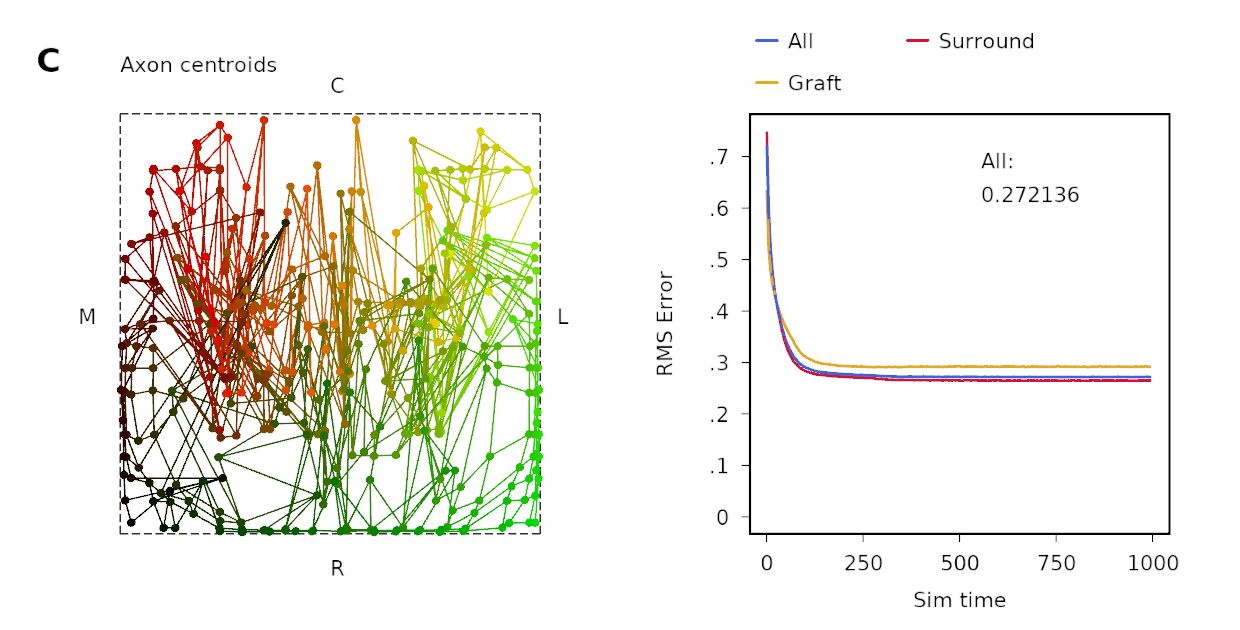 C
Axon centroids
C
M
L
R
All
Surround
Graft
All:
0.272136
RMS Error
.7
.6
.5
.4
.3
.2
.1
0
0 250 500 750 1000
Sim time